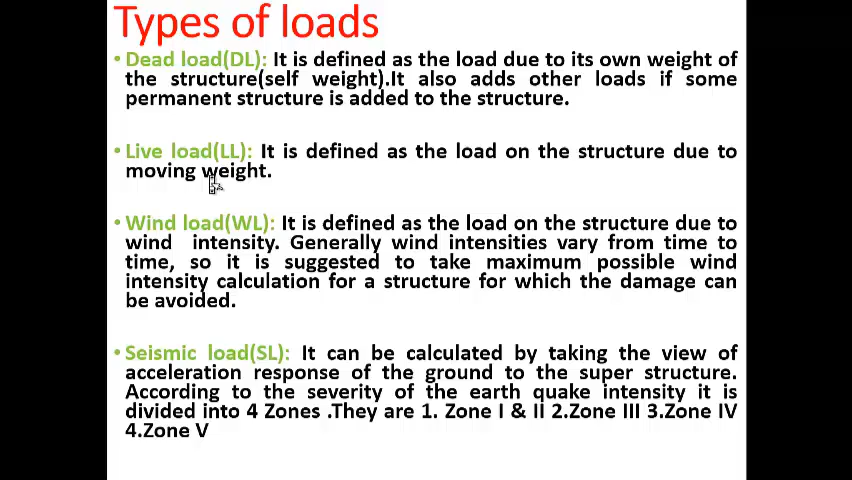 Types of loads
• Dead load(DL): It is defined as the load due to its own weight of
the structure(self weight).It also adds other loads if some
permanent structure is added to the structure.
• Live load(LL): It is defined as the load on the structure due to
moving weight.
• Wind load(WL): It is defined as the load on the structure due to
wind intensity. Generally wind intensities vary from time to
time, so it is suggested to take maximum possible wind
intensity calculation for a structure for which the damage can
be avoided.
• Seismic load(SL): It can be calculated by taking the view of
acceleration response of the ground to the super structure.
According to the severity of the earth quake intensity it is
divided into 4 Zones .They are 1. Zone I & II 2.Zone III 3.Zone IV
4.Zone V